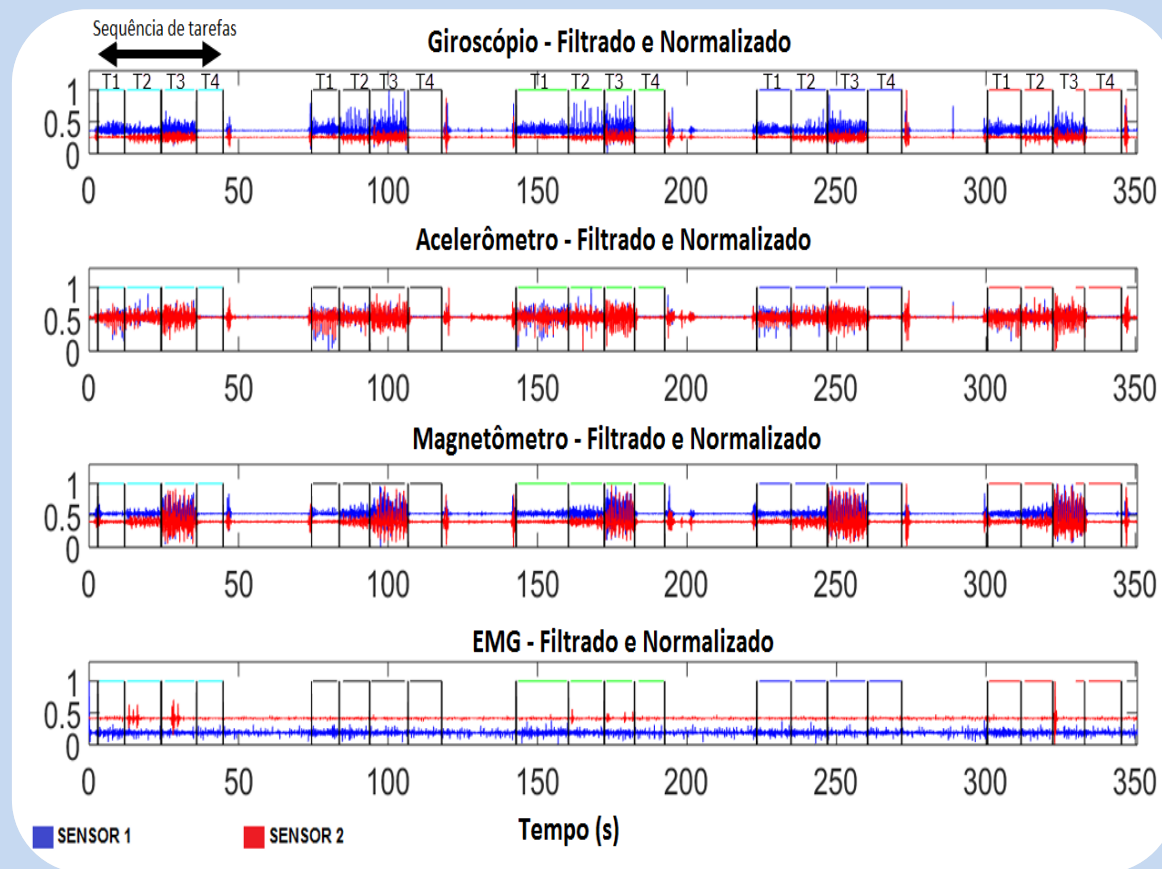 Sequência de tarefas
Giroscópio - Filtrado e Normalizado
T1 T2 T3 T4 T1 T2 T3 T4 T1 T2 T3 T4 T1 T2 T3 T4 T1 T2 T3 T4
1
0.5
0
0 50 100 150 200 250 300 350
Acelerômetro - Filtrado e Normalizado
1
0.5
0
0 50 100 150 200 250 300 350
Magnetômetro - Filtrado e Normalizado
1
0.5
0
0 50 100 150 200 250 300 350
EMG - Filtrado e Normalizado
1
0.5
0
0 50 100 150 200 250 300 350
SENSOR 1 SENSOR 2 Tempo (s)